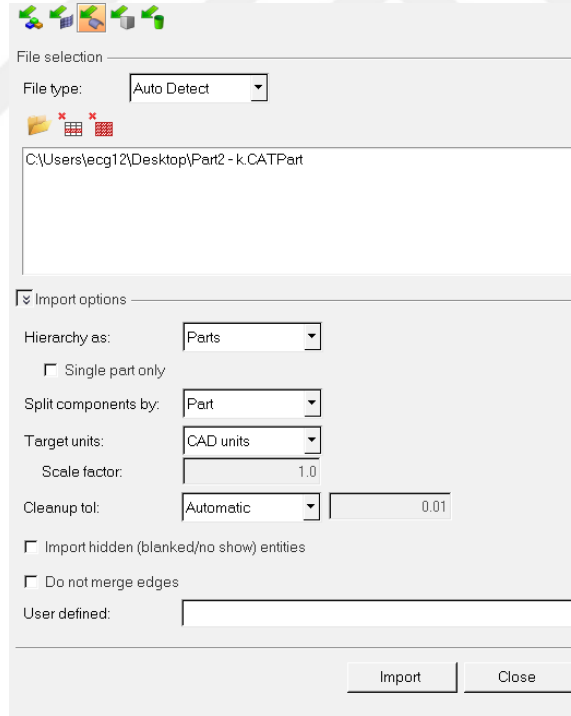 File selection
File type: Auto Detect
C:\Users\ecg12\Desktop\Part2 - k.CATPart
Import options
Hierarchy as: Parts
Single part only
Split components by: Part
Target units: CAD units
Scale factor: 1.0
Cleanup tol: Automatic 0.01
Import hidden (blanked/no show) entities
Do not merge edges
User defined:
Import Close